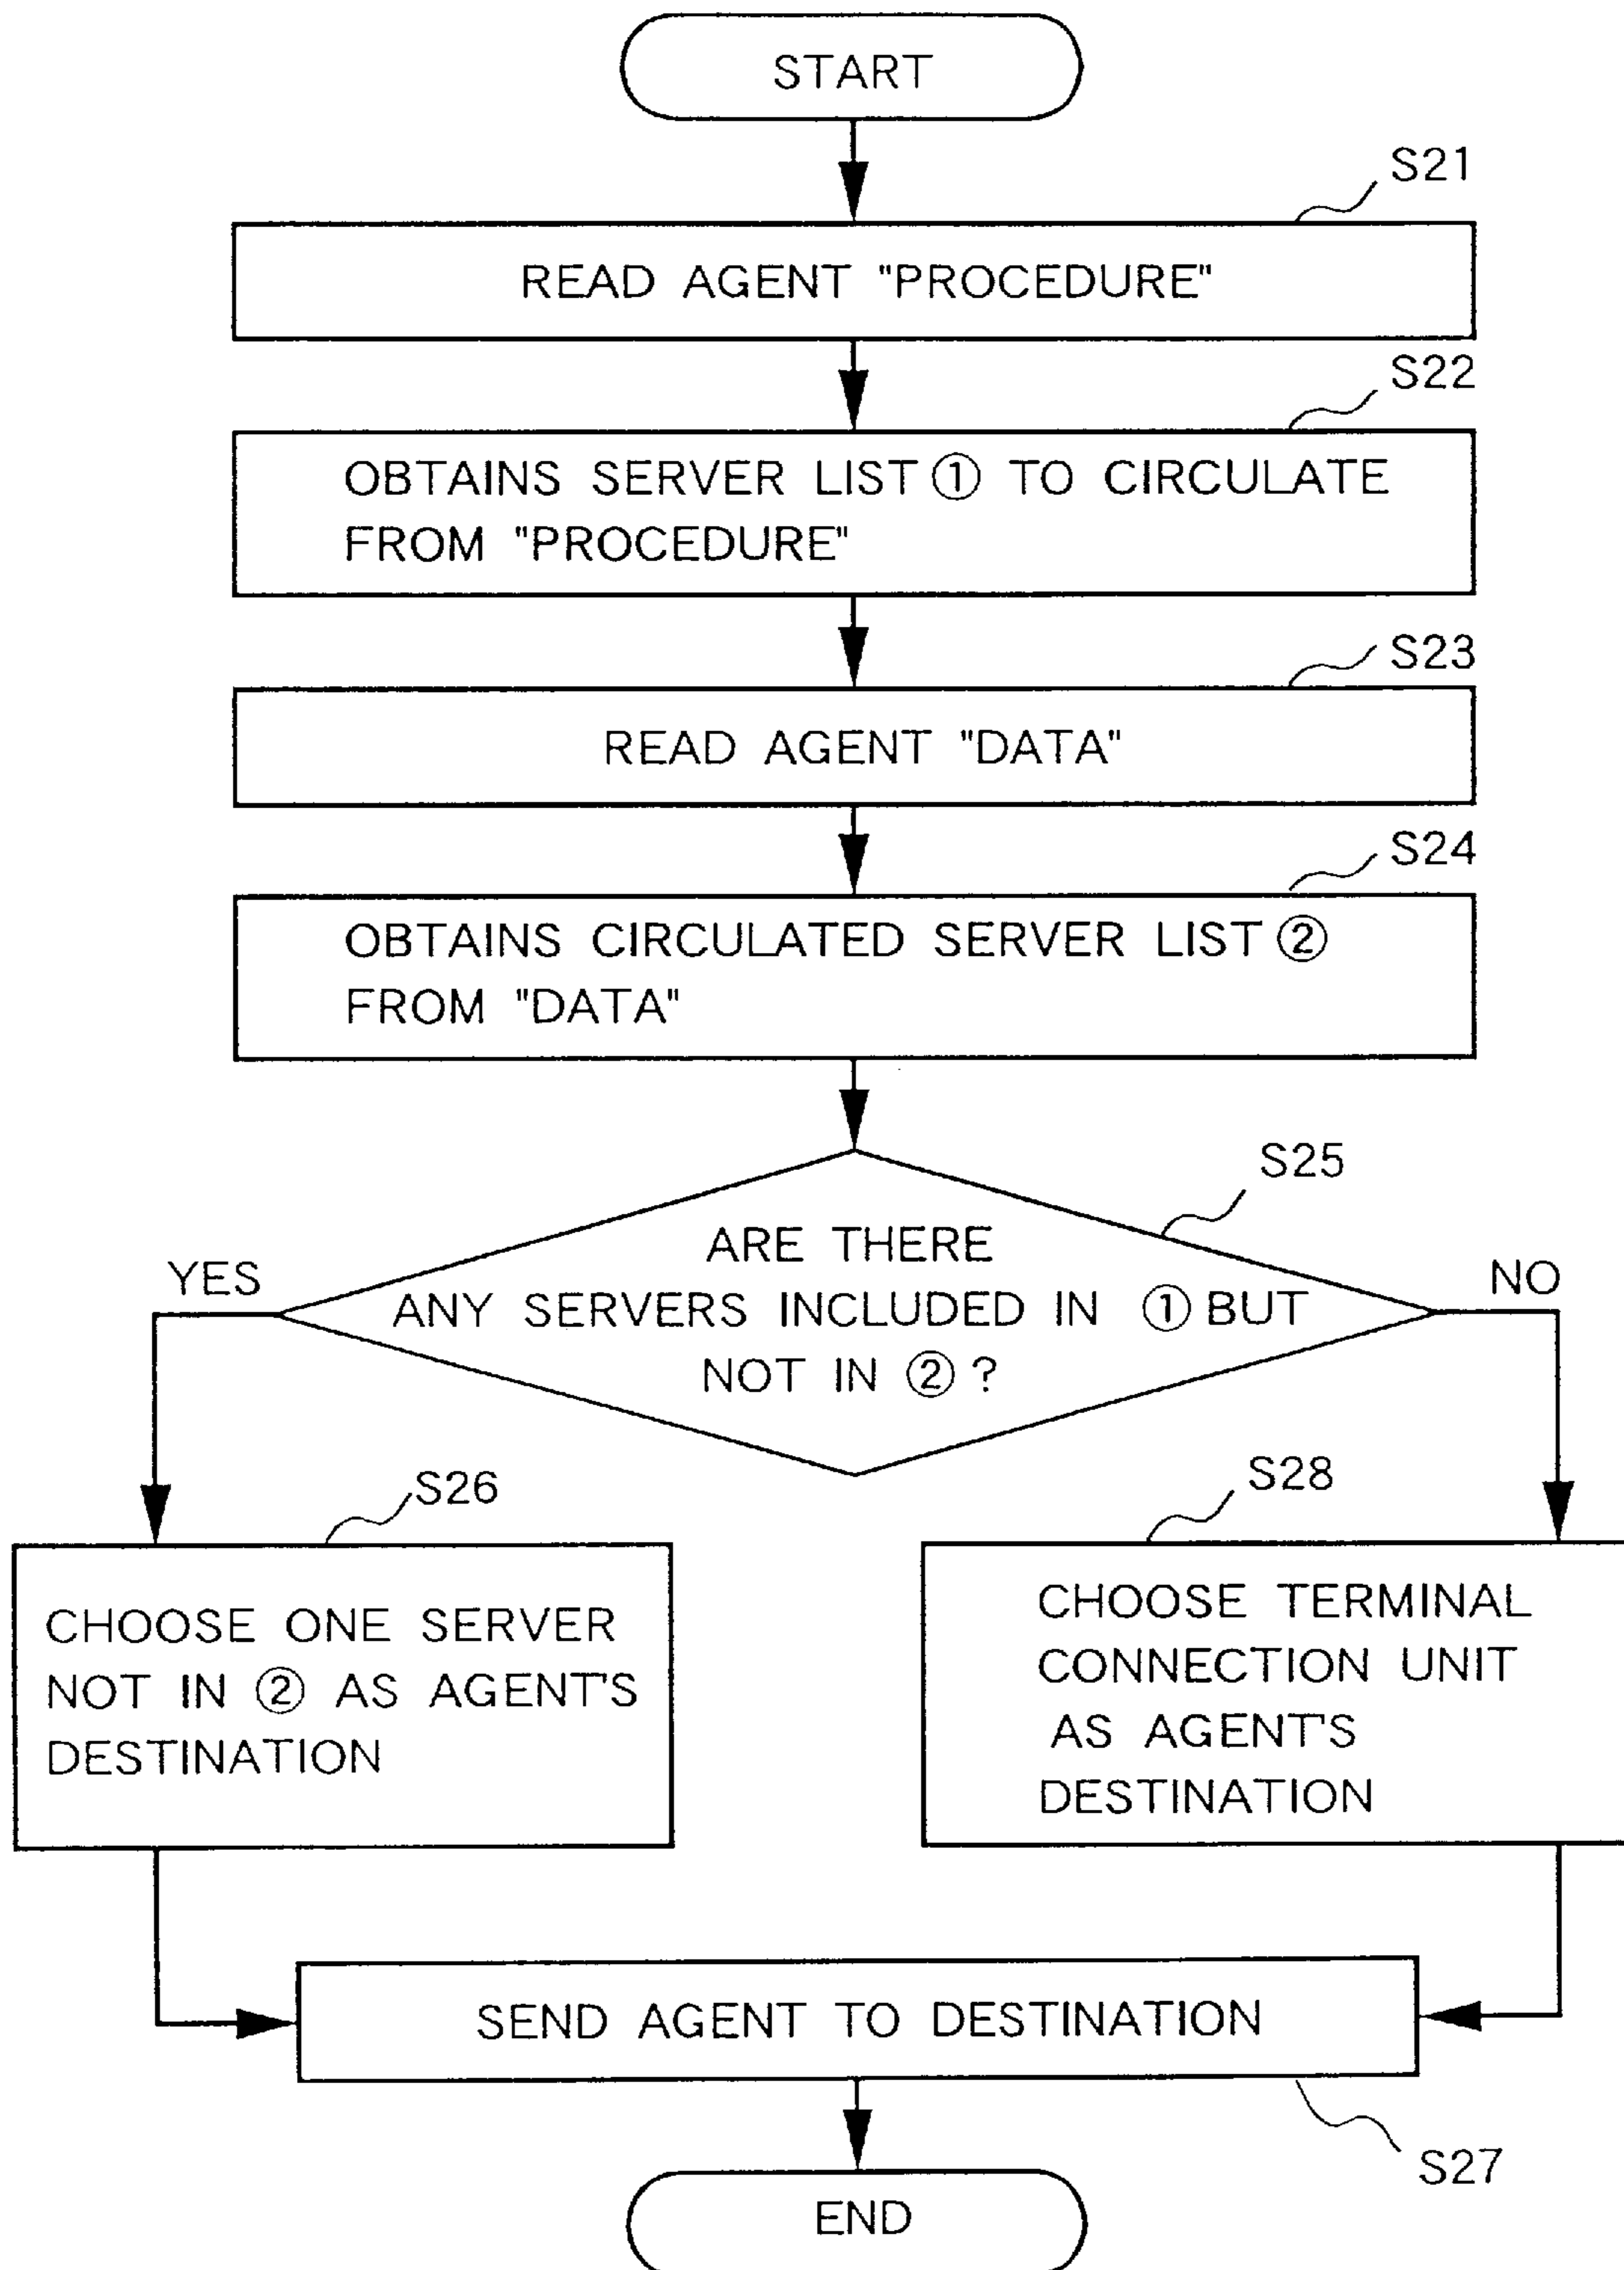 START
S21
READ AGENT "PROCEDURE"
S22
OBTAINS SERVER LIST ① TO CIRCULATE
FROM "PROCEDURE"
S23
READ AGENT "DATA"
S24
OBTAINS CIRCULATED SERVER LIST ②
FROM "DATA"
S25
ARE THERE
ANY SERVERS INCLUDED IN ① BUT
NOT IN ② ?
YES
NO
S26
CHOOSE ONE SERVER
NOT IN ② AS AGENT'S
DESTINATION
S28
CHOOSE TERMINAL
CONNECTION UNIT
AS AGENT'S
DESTINATION
SEND AGENT TO DESTINATION
S27
END